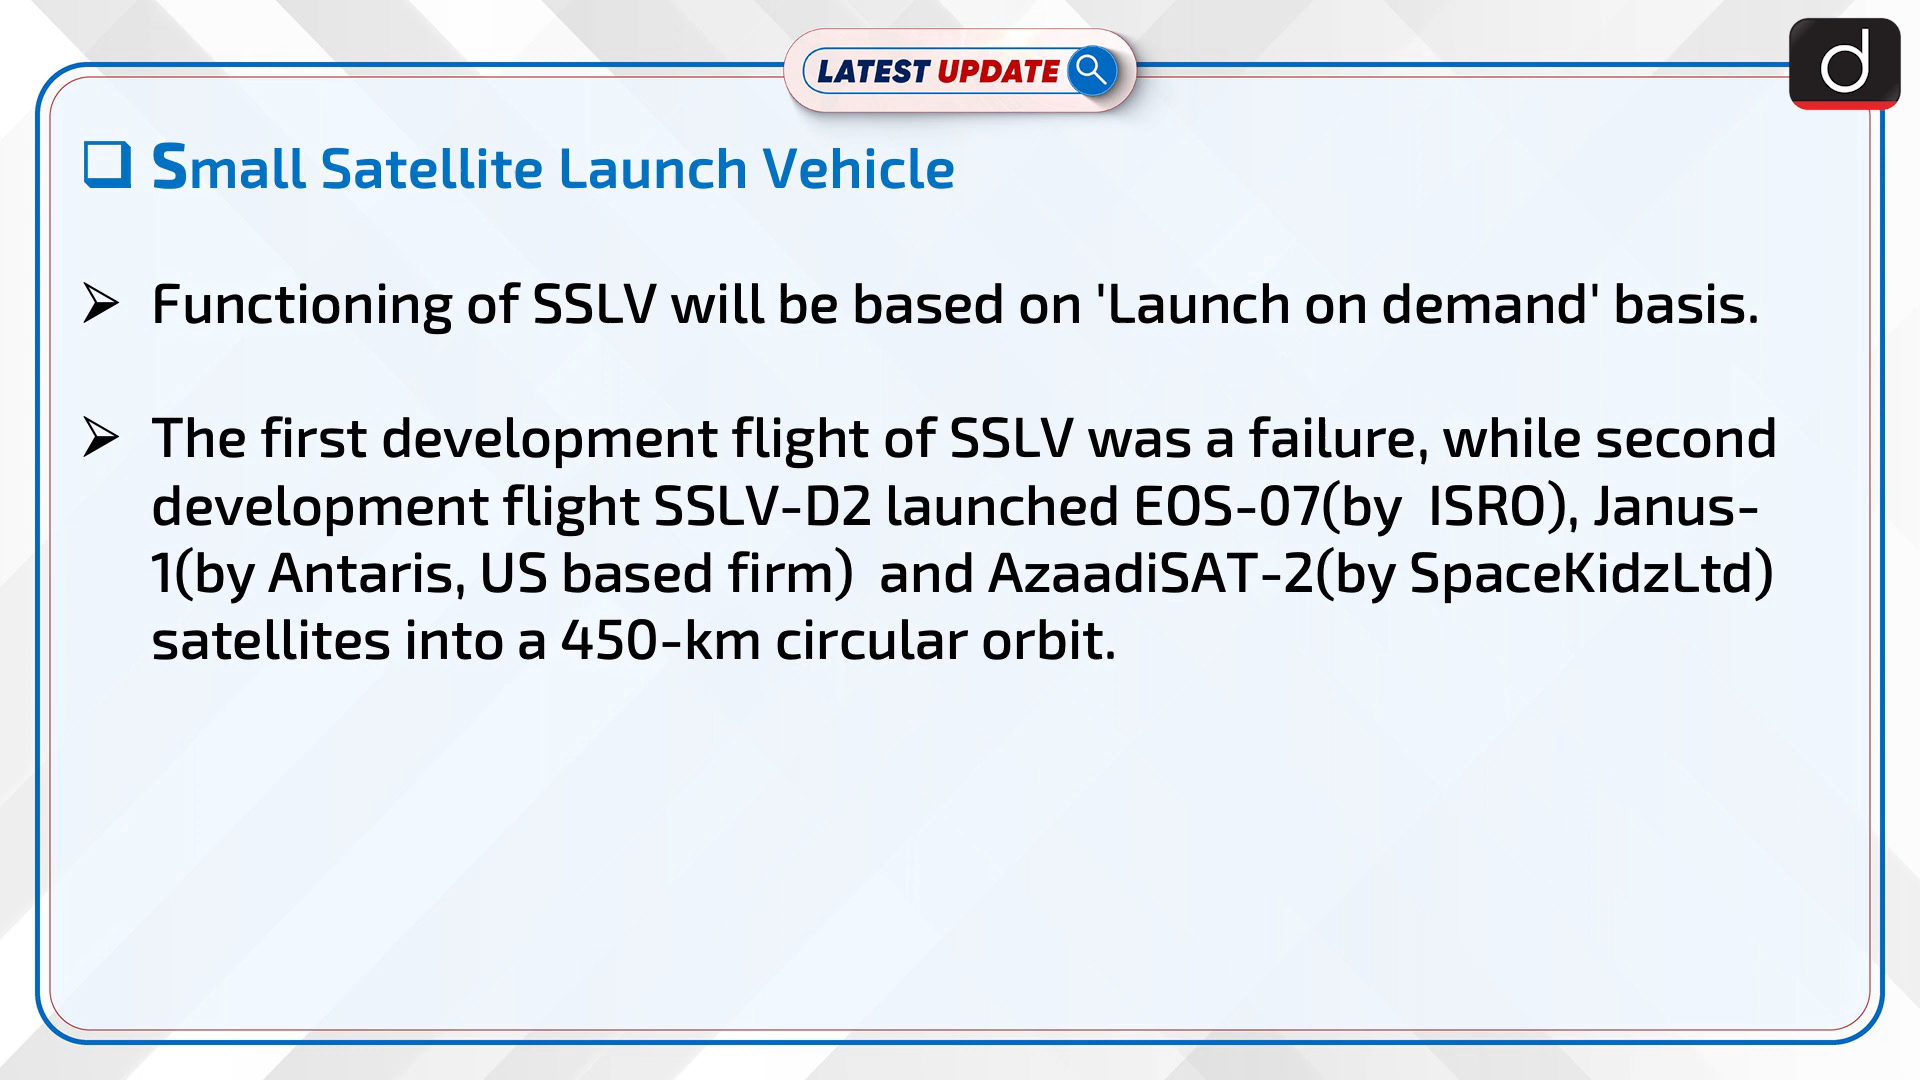 LATEST UPDATE
d
❑ Small Satellite Launch Vehicle
➢ Functioning of SSLV will be based on 'Launch on demand' basis.
➢ The first development flight of SSLV was a failure, while second
development flight SSLV-D2 launched EOS-07(by  ISRO), Janus-
1(by Antaris, US based firm)  and AzaadiSAT-2(by SpaceKidzLtd)
satellites into a 450-km circular orbit.